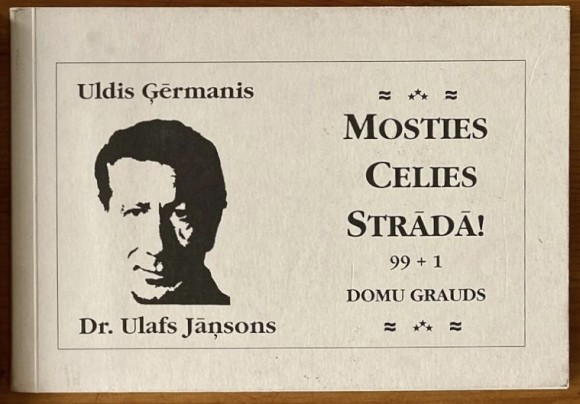 Uldis Ģērmanis
Dr. Ulafs Jāņsons
MOSTIES
CELIES
STRĀDĀ!
99 + 1
DOMU GRAUDS